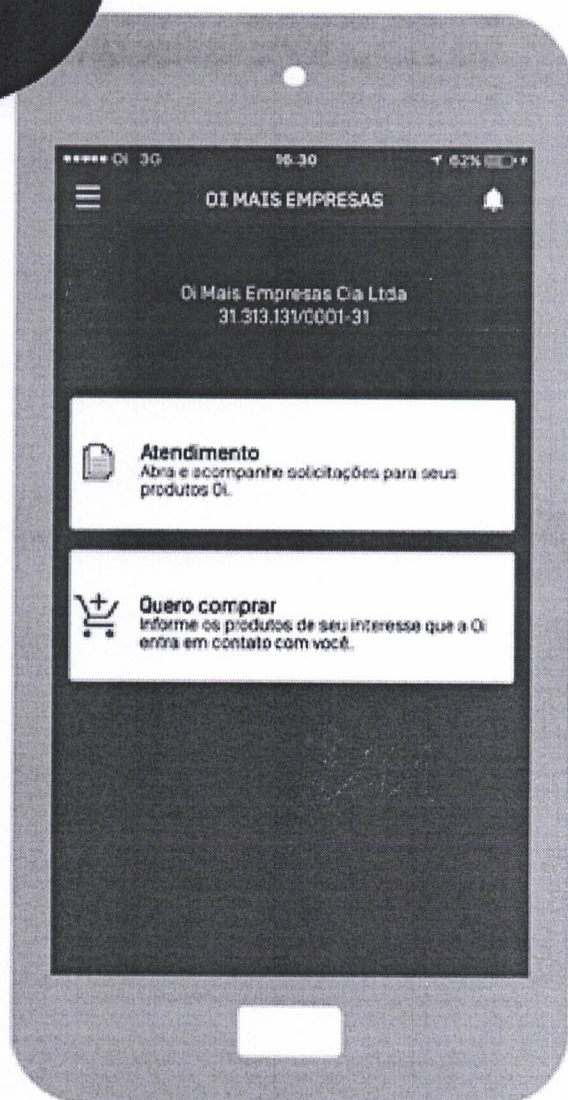 Oi 3G 16:30 62%
OI MAIS EMPRESAS
Oi Mais Empresas Cia Ltda
31.313.131/0001-31
Atendimento
Abra e acompanhe solicitações para seus
produtos Oi.
Quero comprar
Informe os produtos de seu interesse que a Oi
entra em contato com você.